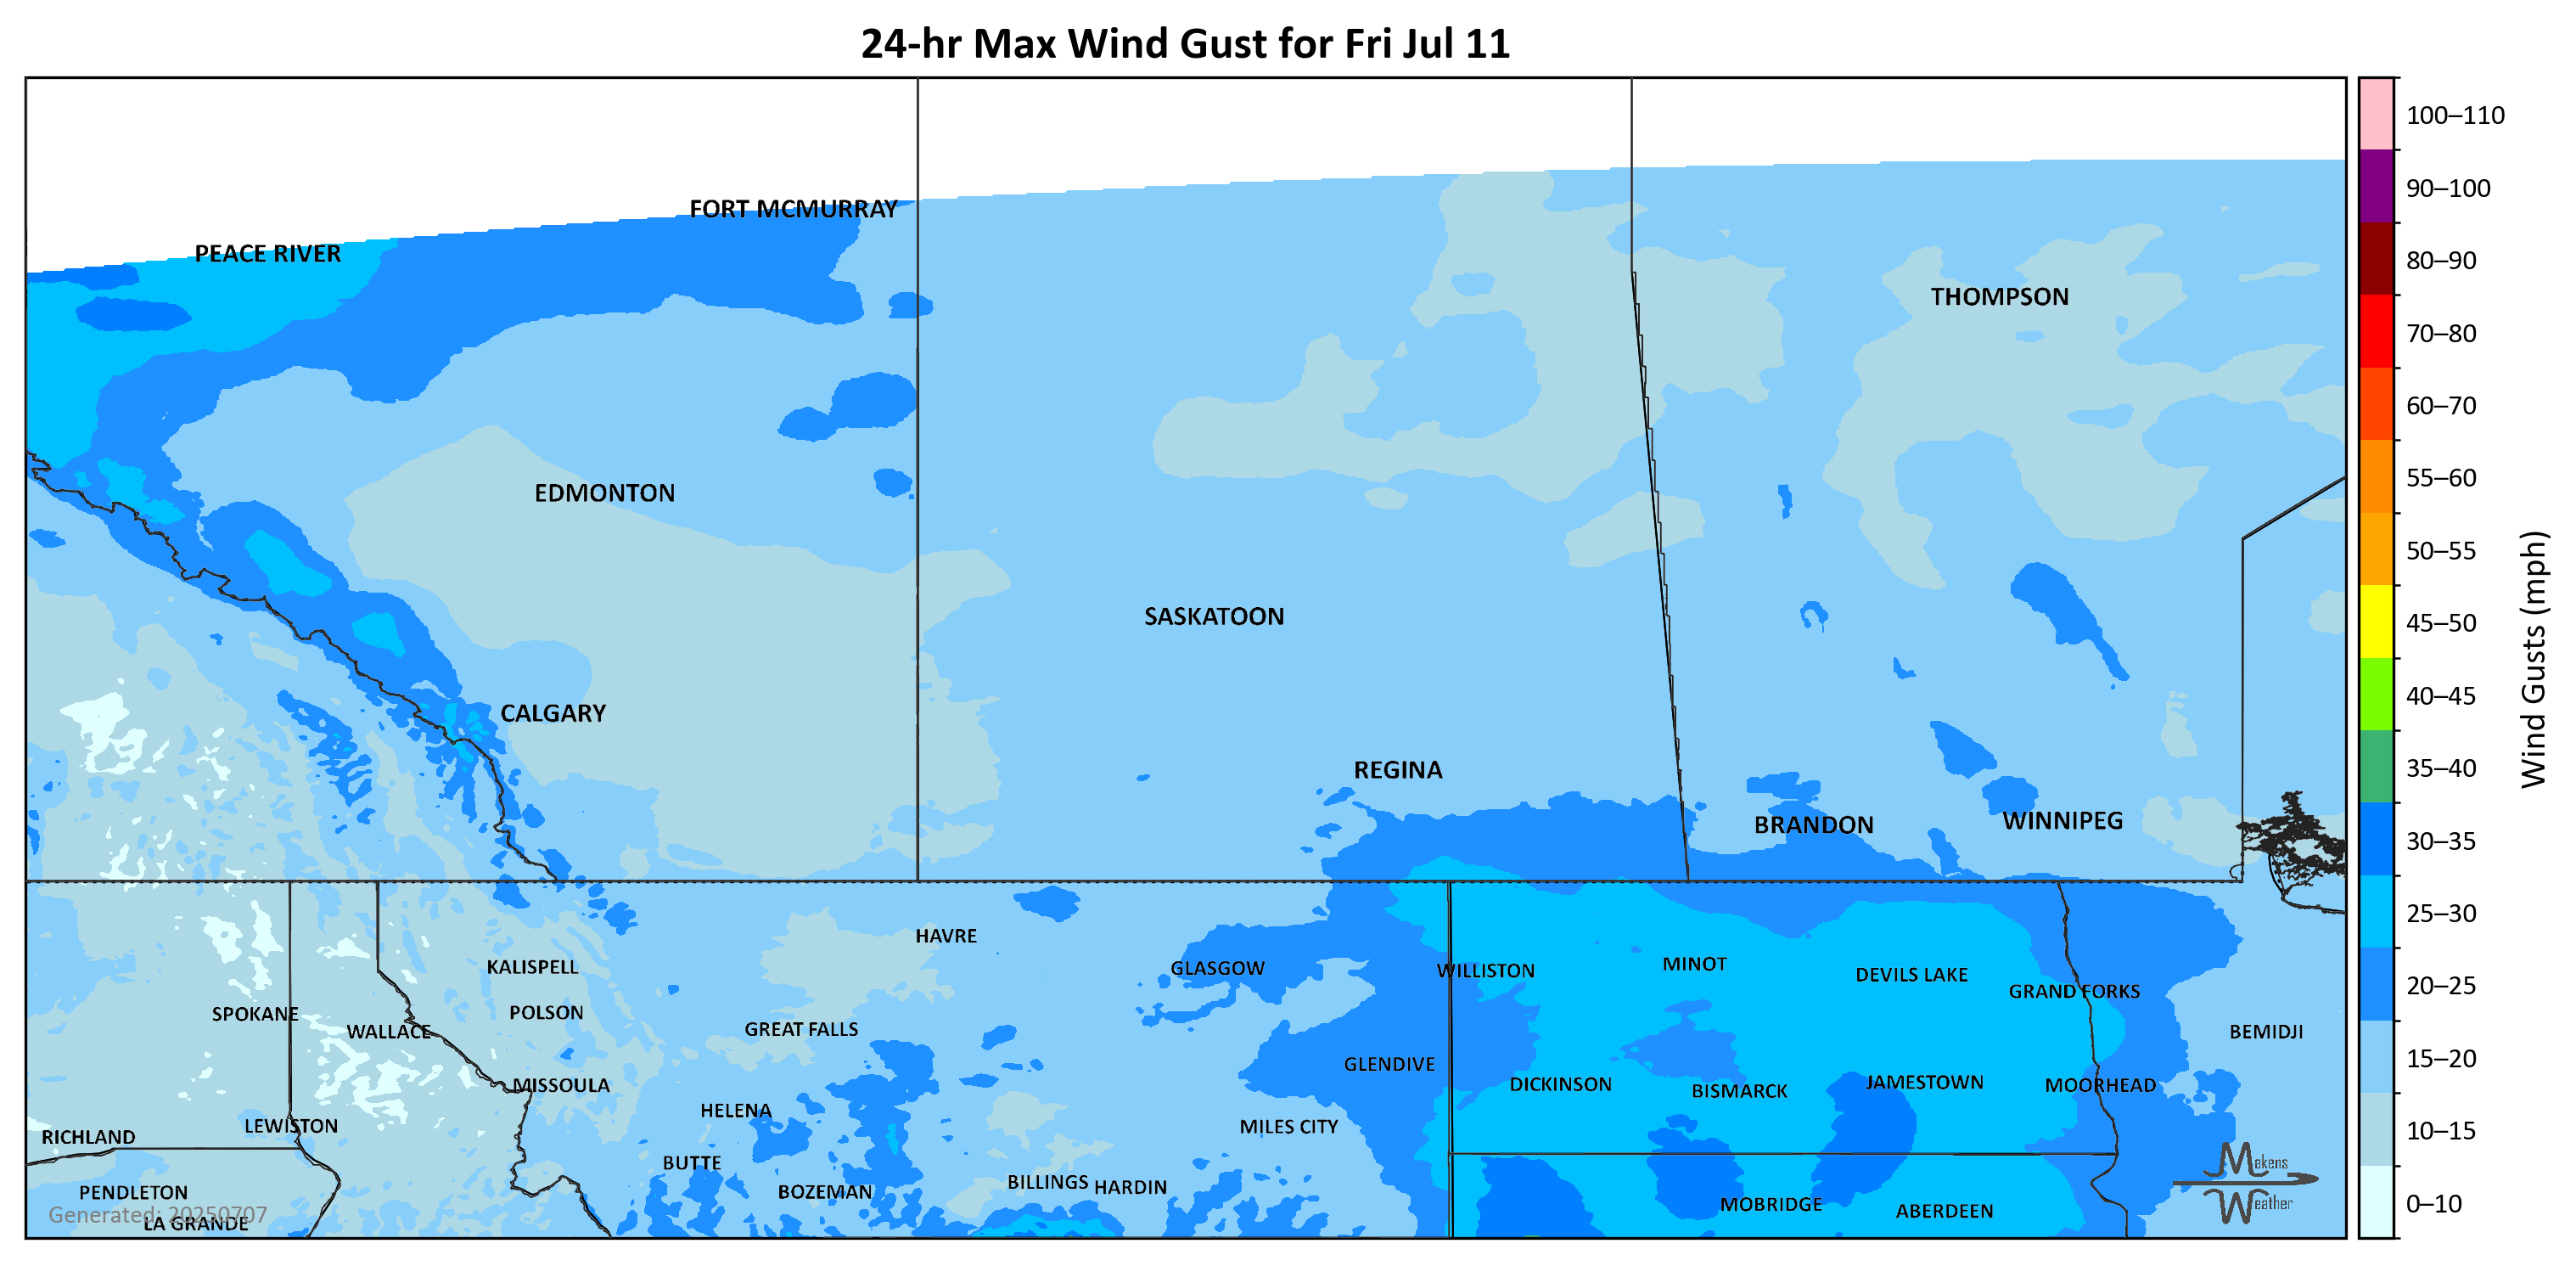 24-hr Max Wind Gust for Fri Jul 11
FORT MCMURRAY
PEACE RIVER
THOMPSON
EDMONTON
SASKATOON
CALGARY
REGINA
BRANDON
WINNIPEG
HAVRE
KALISPELL
GLASGOW
WILLISTON
MINOT
DEVILS LAKE
GRAND FORKS
SPOKANE
POLSON
WALLACE
GREAT FALLS
BEMIDJI
GLENDIVE
MISSOULA
DICKINSON
BISMARCK
JAMESTOWN
MOORHEAD
HELENA
LEWISTON
MILES CITY
RICHLAND
BUTTE
PENDLETON
BOZEMAN
BILLINGS
HARDIN
MOBRIDGE
ABERDEEN
Generated: 20250707
LA GRANDE
Makens
Weather
100–110
90–100
80–90
70–80
60–70
55–60
50–55
45–50
40–45
35–40
30–35
25–30
20–25
15–20
10–15
0–10
Wind Gusts (mph)